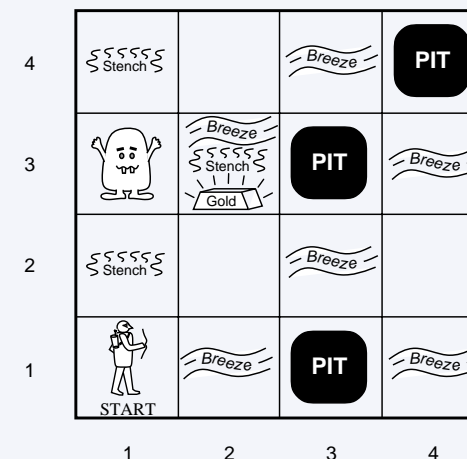 4
Stench
Breeze
PIT
3
Breeze
Stench
Gold
PIT
Breeze
2
Stench
Breeze
1
START
Breeze
PIT
Breeze
1 2 3 4